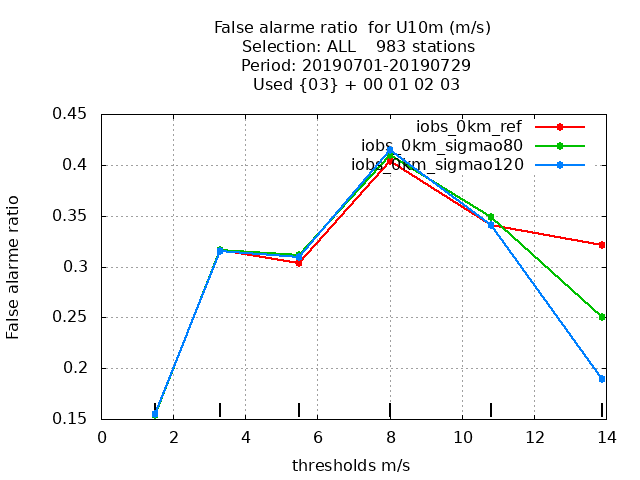 False alarme ratio  for U10m (m/s)
Selection: ALL    983 stations
Period: 20190701-20190729
Used {03} + 00 01 02 03
iobs_0km_ref
iobs_0km_sigmao80
iobs_0km_sigmao120
False alarme ratio
0.45
0.4
0.35
0.3
0.25
0.2
0.15
0 2 4 6 8 10 12 14
thresholds m/s